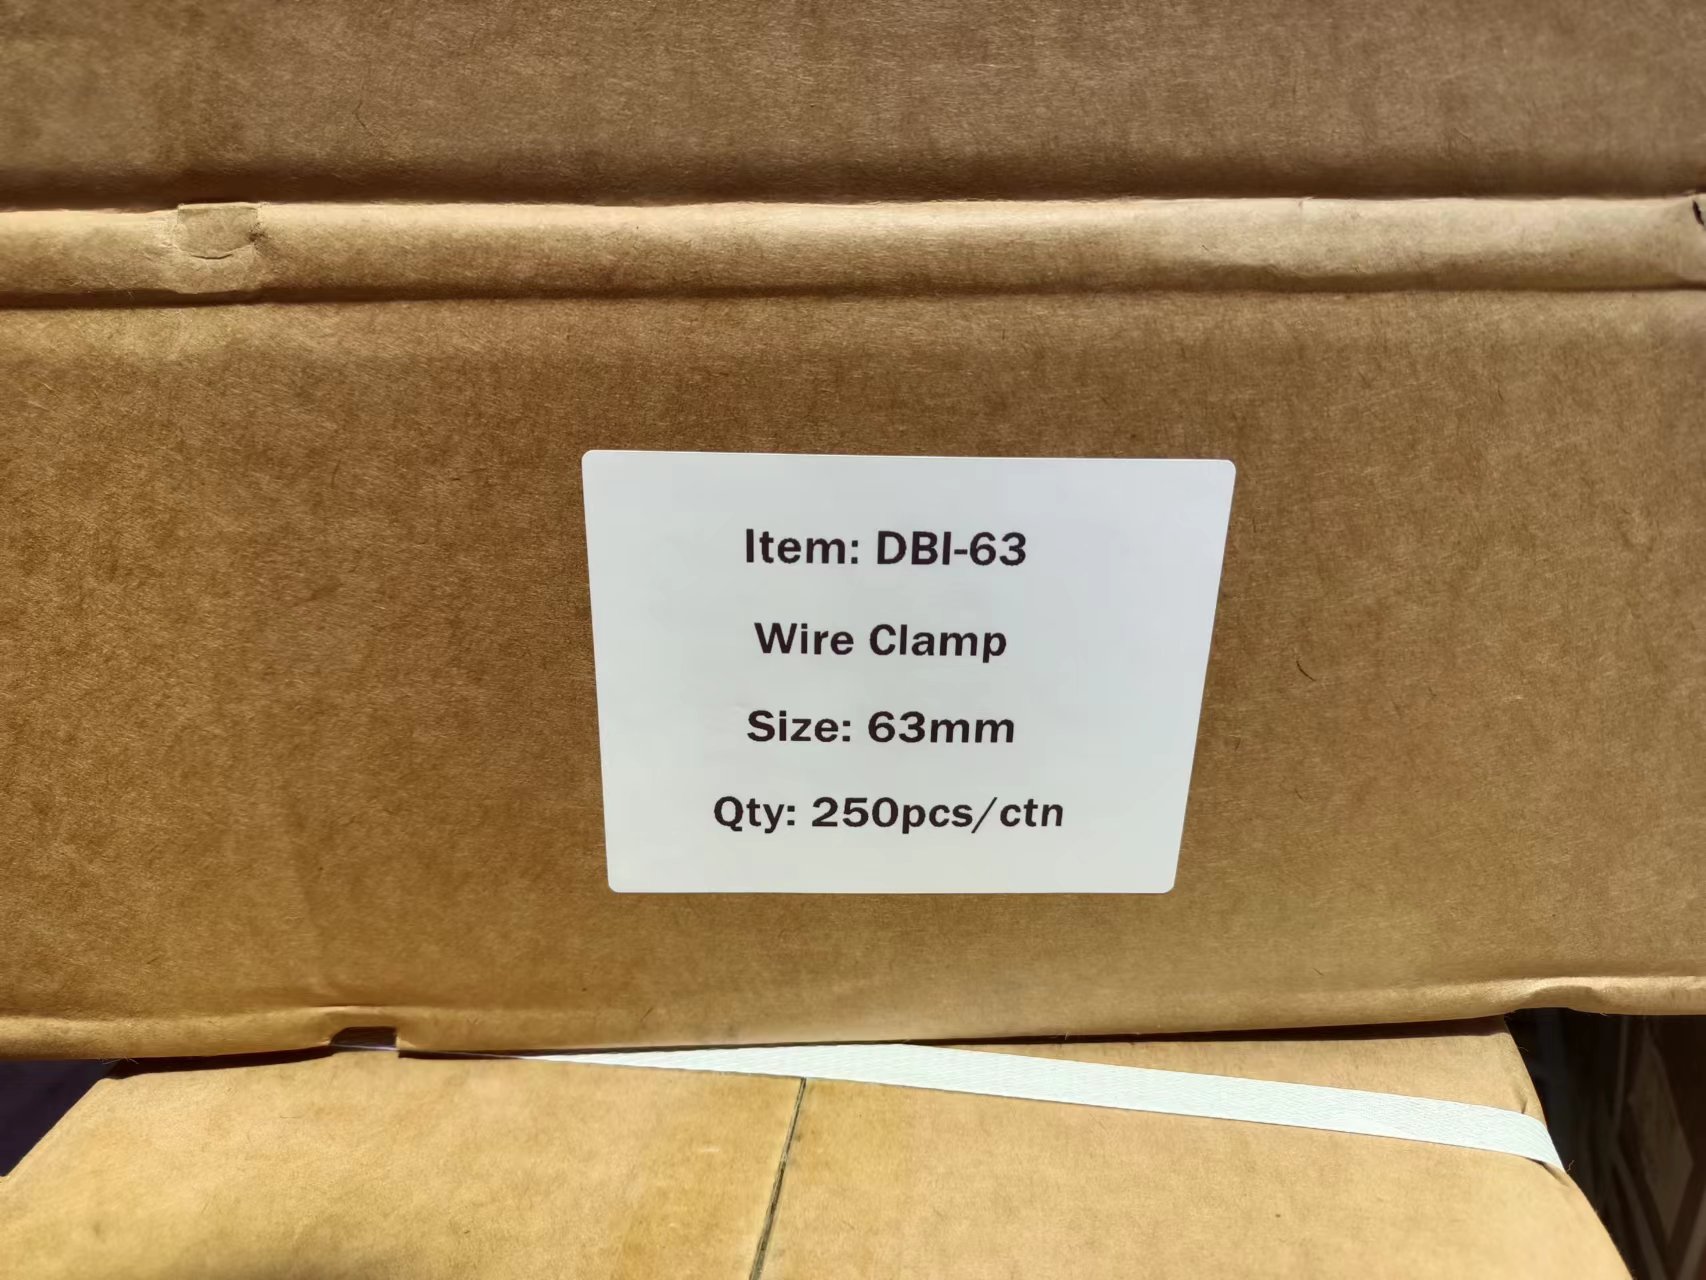 Item: DBI-63
Wire Clamp
Size: 63mm
Qty: 250pcs/ctn